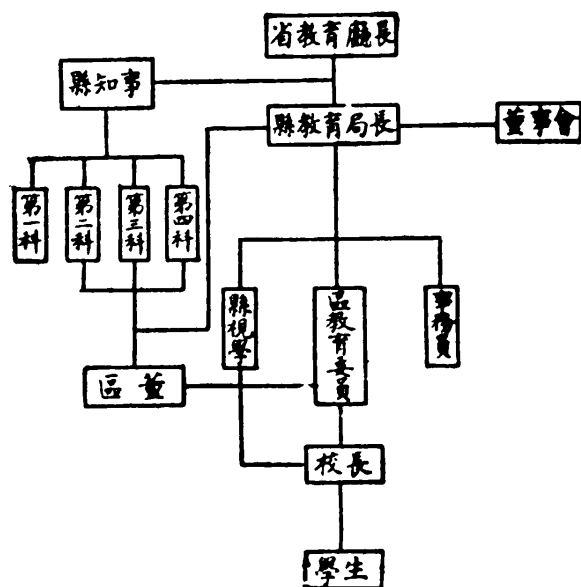 省教育廳長
縣知事
縣教育局長
董事會
第一科
第二科
第三科
第四科
縣視學
區教育委員
事務員
區董
校長
學生